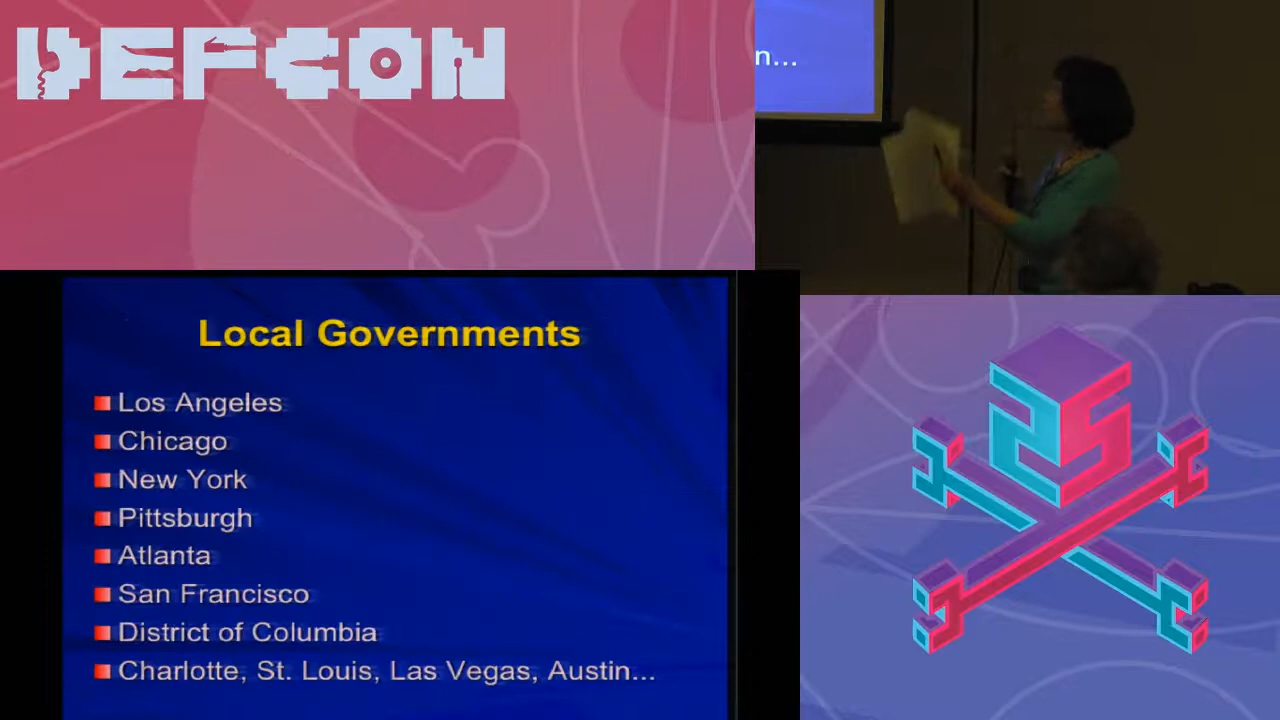 DEFCON
n...
Local Governments
Los Angeles
Chicago
New York
Pittsburgh
Atlanta
San Francisco
District of Columbia
Charlotte, St. Louis, Las Vegas, Austin...
25